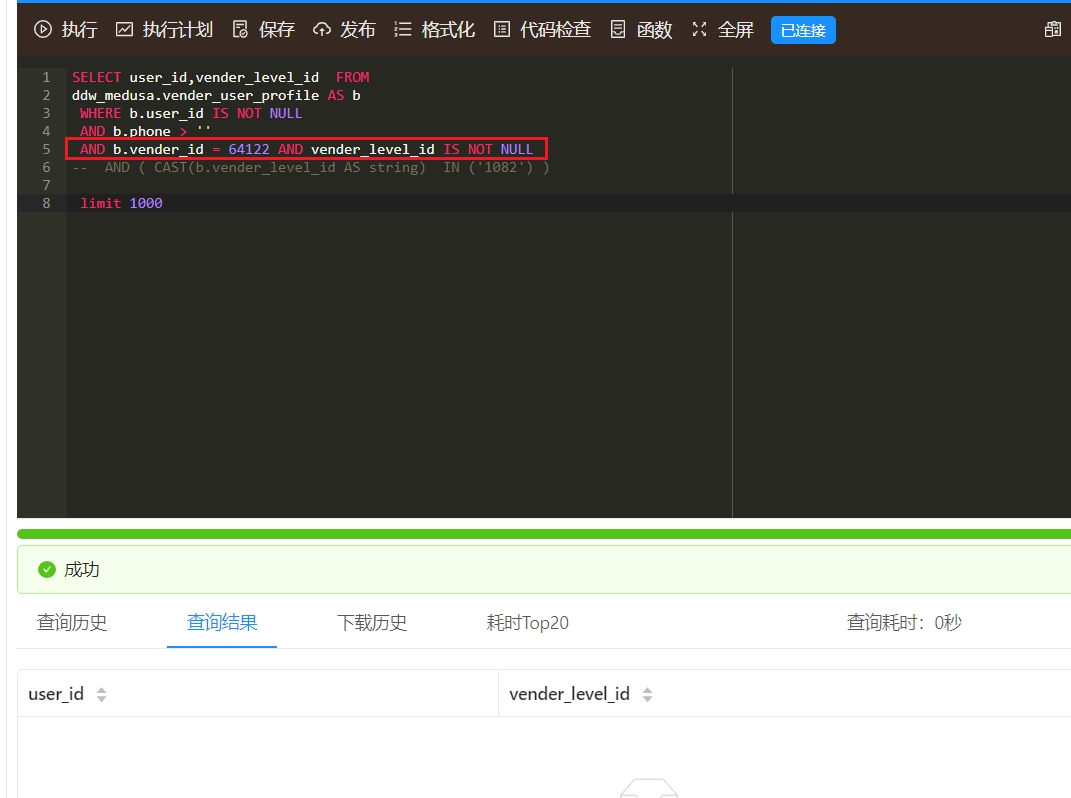 执行 执行计划 保存 发布 格式化 代码检查 函数 全屏 已连接
1 SELECT user_id,vender_level_id  FROM
2 ddw_medusa.vender_user_profile AS b
3  WHERE b.user_id IS NOT NULL
4  AND b.phone > ''
5  AND b.vender_id = 64122 AND vender_level_id IS NOT NULL
6 --  AND ( CAST(b.vender_level_id AS string)  IN ('1082') )
7
8  limit 1000
成功
查询历史 查询结果 下载历史 耗时Top20 查询耗时：0秒
user_id vender_level_id